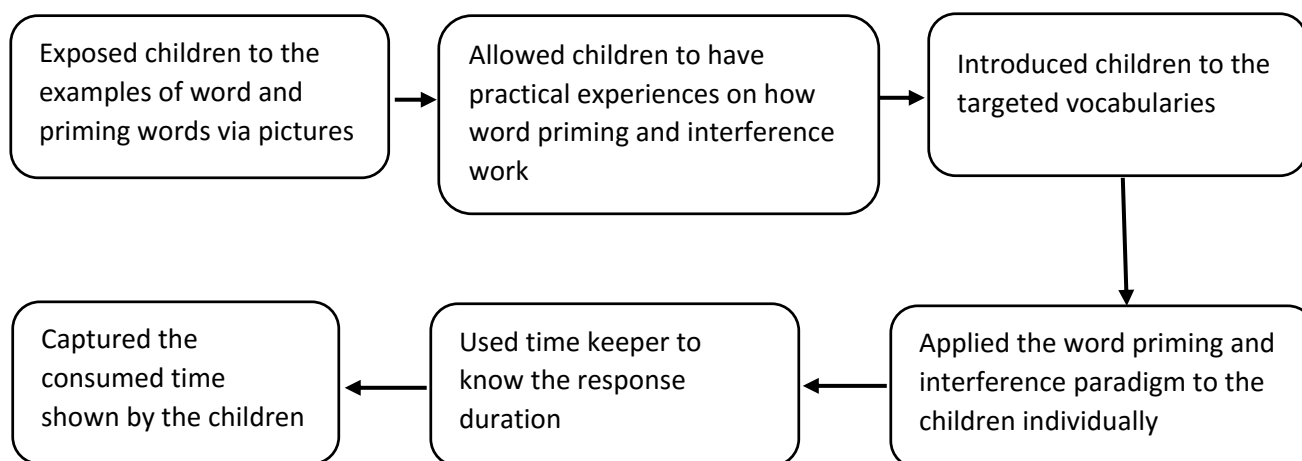 Exposed children to the
examples of word and
priming words via pictures
Allowed children to have
practical experiences on how
word priming and interference
work
Introduced children to the
targeted vocabularies
Applied the word priming and
interference paradigm to the
children individually
Used time keeper to
know the response
duration
Captured the
consumed time
shown by the children